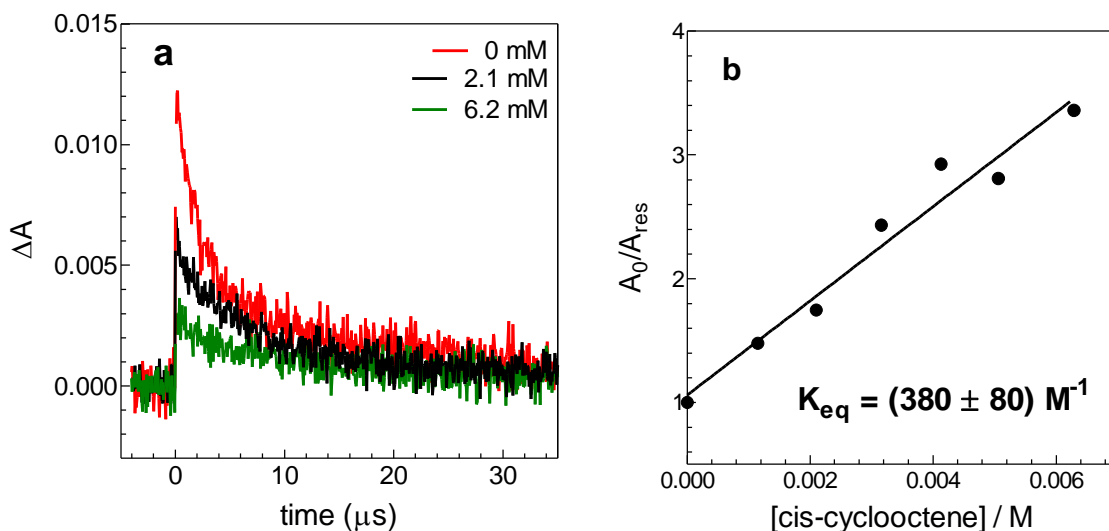 a
0 mM
2.1 mM
6.2 mM
0.015
0.010
0.005
0.000
ΔA
0 10 20 30
time (μs)
b
4
3
2
1
A0/Ares
Keq = (380 ± 80) M-1
0.000 0.002 0.004 0.006
[cis-cyclooctene] / M